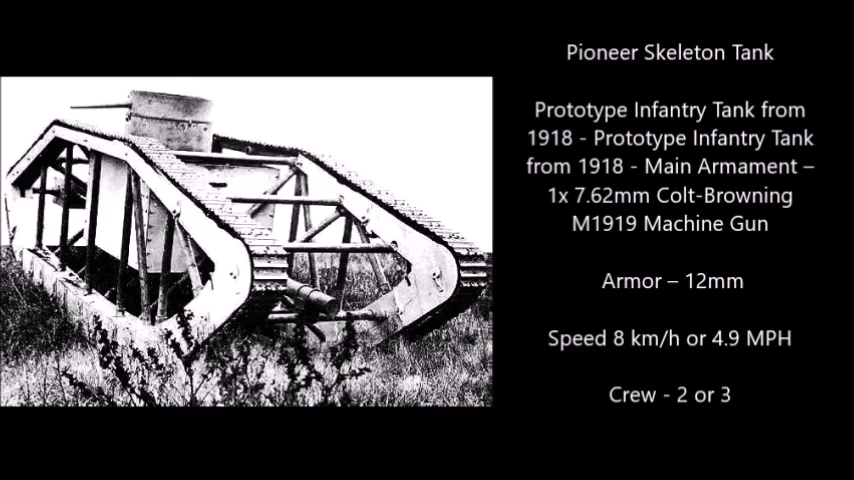 Pioneer Skeleton Tank
Prototype Infantry Tank from
1918 - Prototype Infantry Tank
from 1918 - Main Armament –
1x 7.62mm Colt-Browning
M1919 Machine Gun
Armor – 12mm
Speed 8 km/h or 4.9 MPH
Crew - 2 or 3